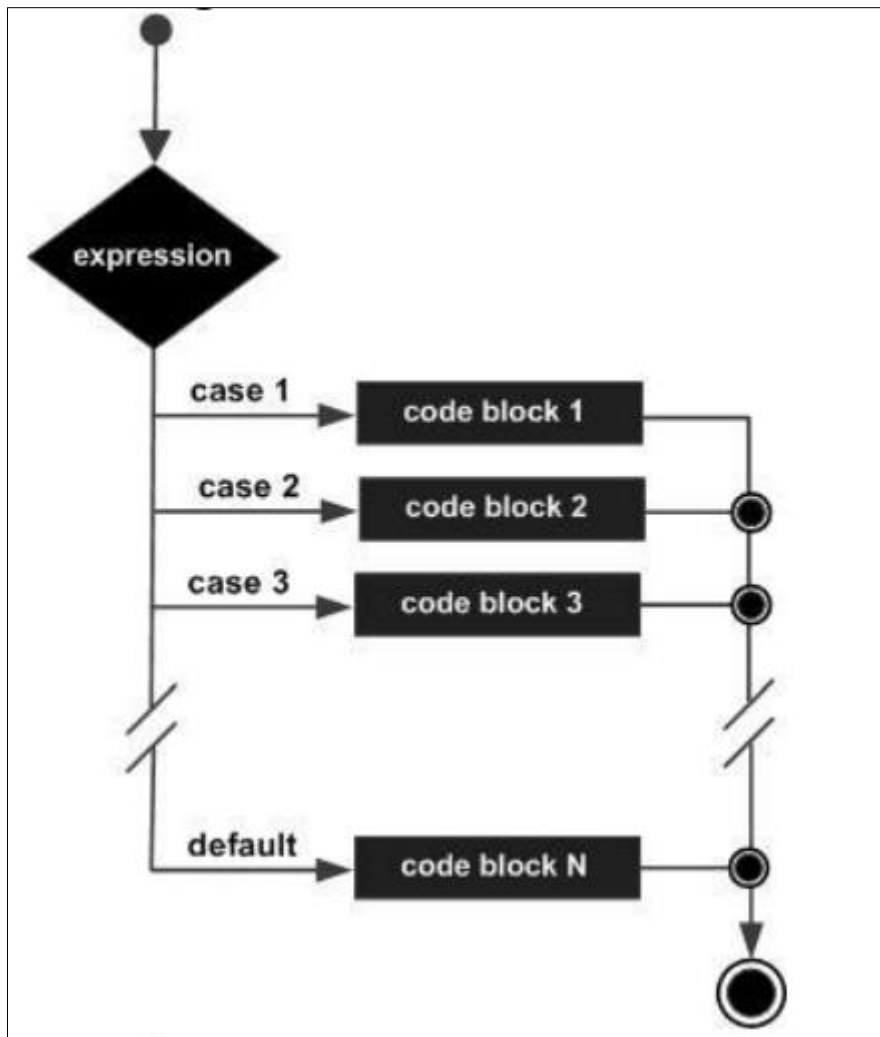 expression
case 1
code block 1
case 2
code block 2
case 3
code block 3
default
code block N